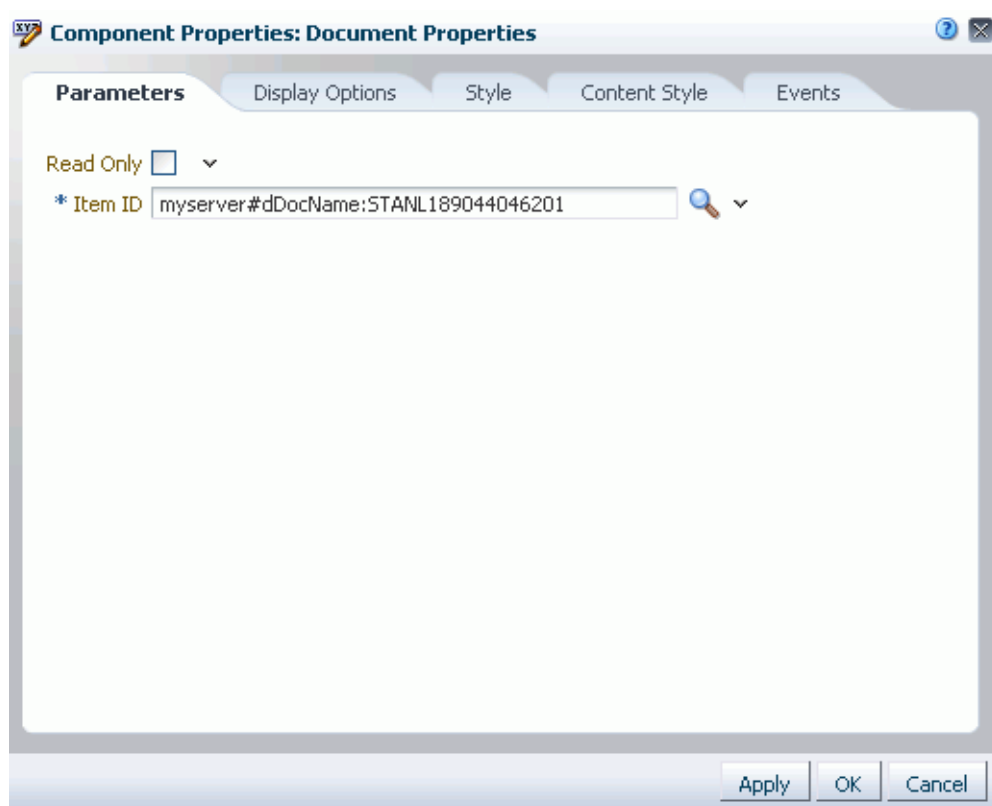 Component Properties: Document Properties
Parameters Display Options Style Content Style Events
Read Only
* Item ID myserver#dDocName:STANL189044046201
Apply OK Cancel